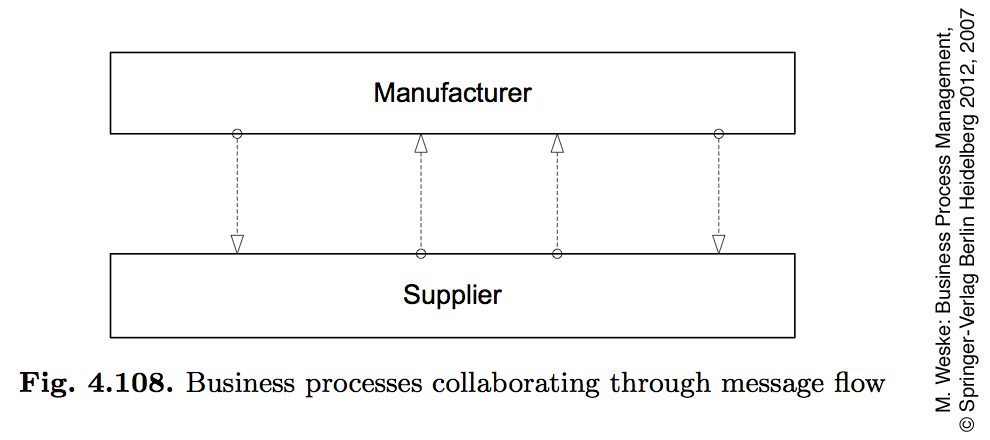 Manufacturer
Supplier
Fig. 4.108. Business processes collaborating through message flow
M. Weske: Business Process Management,
© Springer-Verlag Berlin Heidelberg 2012, 2007